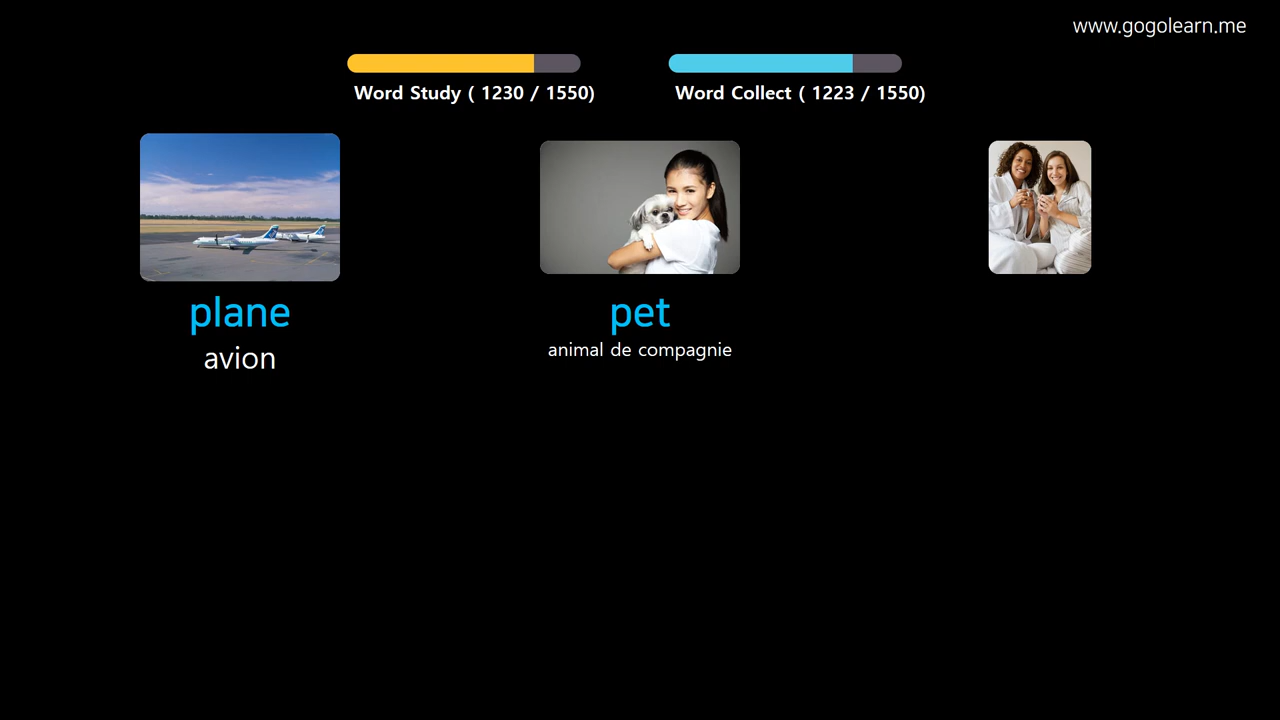 www.gogolearn.me
Word Study ( 1230 / 1550)
Word Collect ( 1223 / 1550)
plane
avion
pet
animal de compagnie